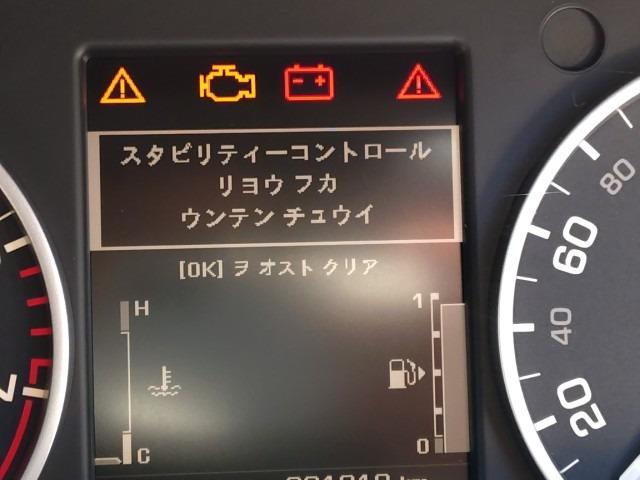 スタビリティーコントロール
リヨウ フカ
ウンテン チュウイ
[OK] ヲ オスト クリア
H
1
C
0
80
60
40
20